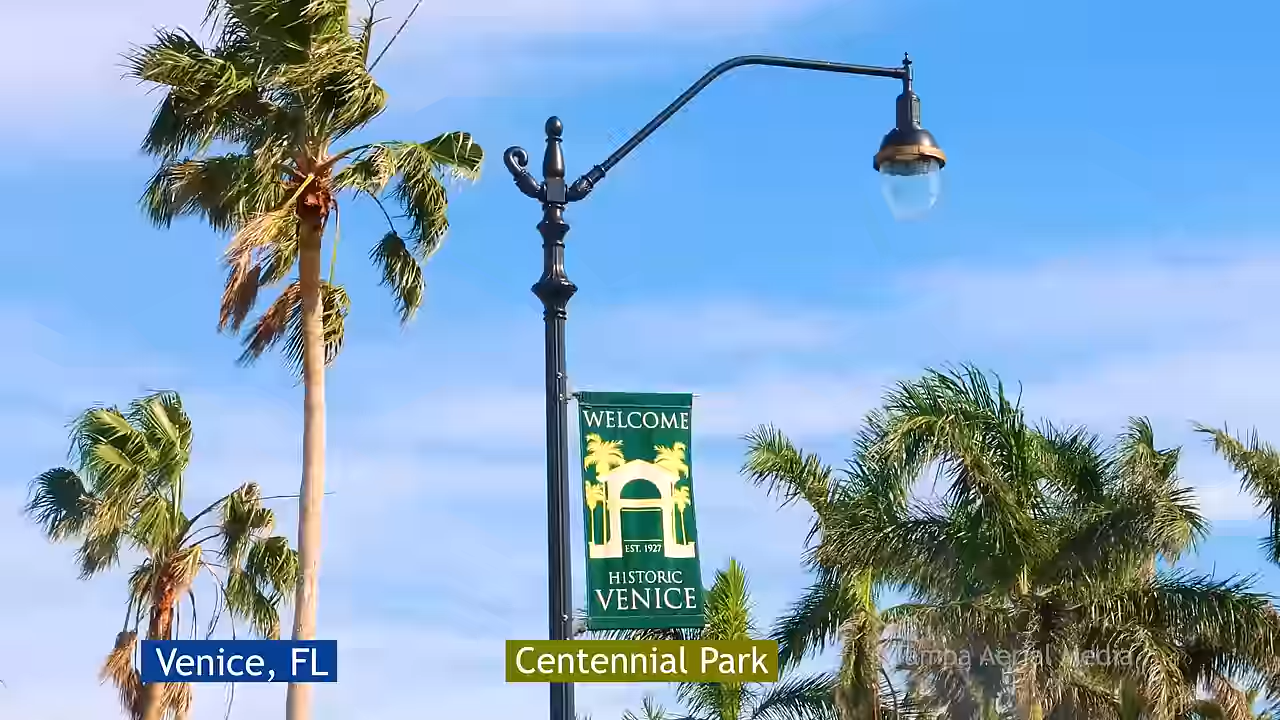 WELCOME
EST. 1927
HISTORIC
VENICE
Venice, FL
Centennial Park
Tampa Aerial Media